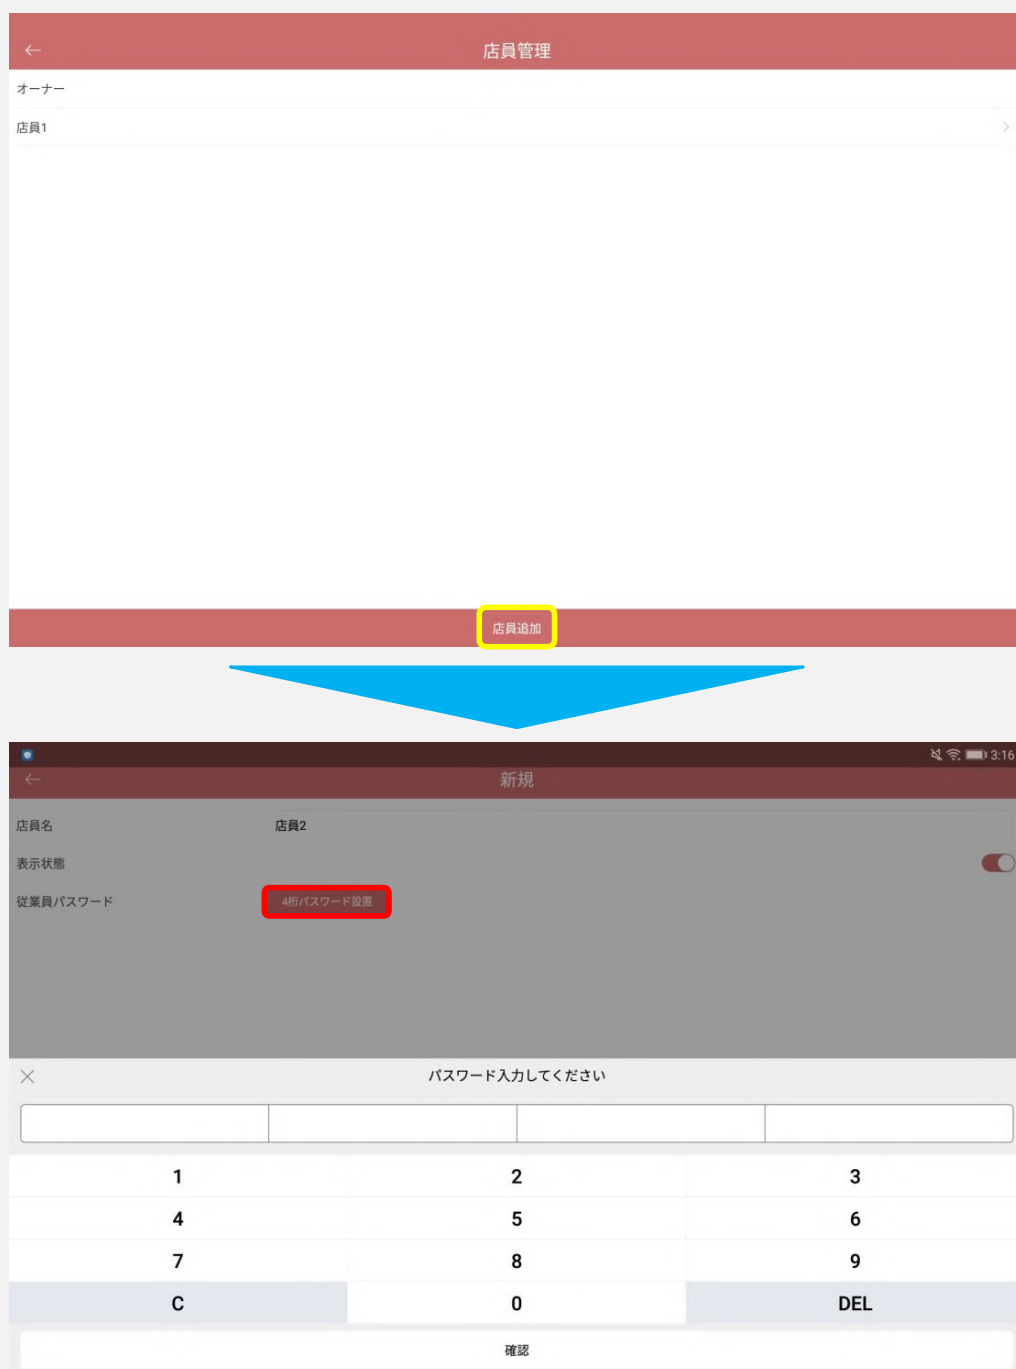 店員管理
オーナー
店員1
店員追加
3:16
新規
店員名 店員2
表示状態
従業員パスワード 4桁パスワード設置
パスワード入力してください
1 2 3
4 5 6
7 8 9
C 0 DEL
確認